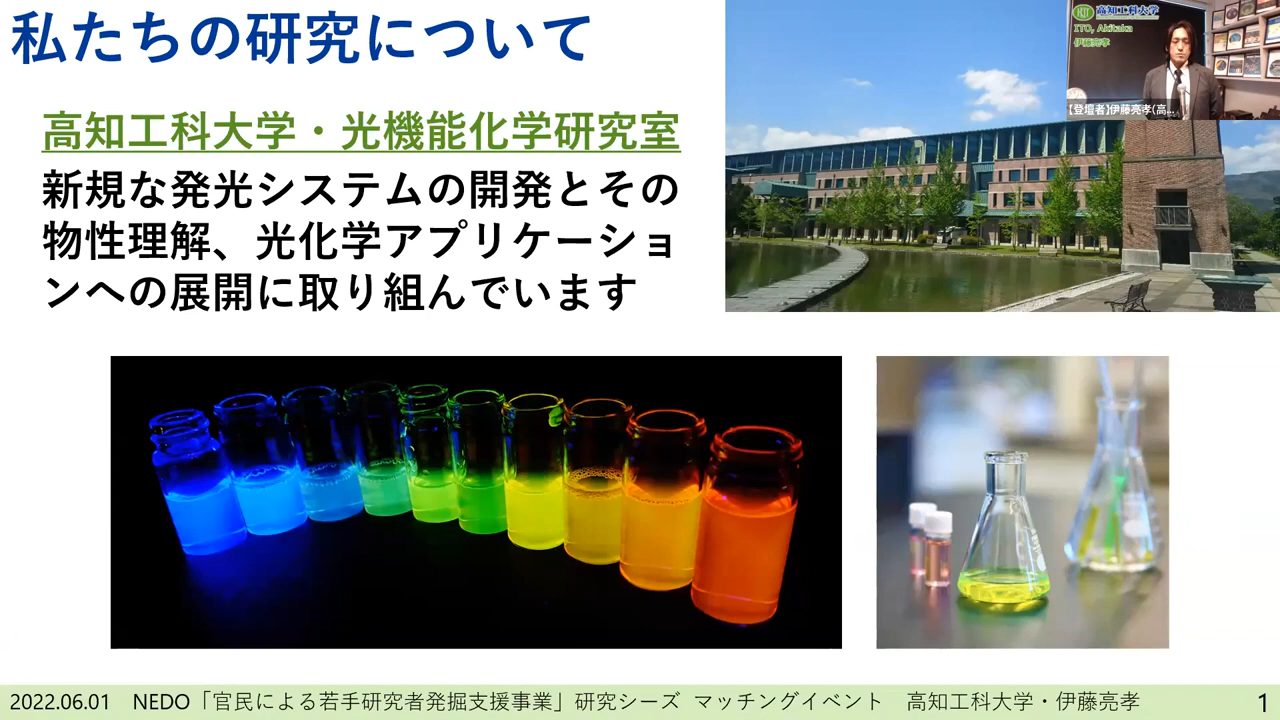 私たちの研究について
高知工科大学・光機能化学研究室
新規な発光システムの開発とその
物性理解、光化学アプリケーショ
ンへの展開に取り組んでいます
高知工科大学
ITO, Akitaka
伊藤亮孝
【登壇者】伊藤亮孝(高...
2022.06.01 NEDO「官民による若手研究者発掘支援事業」研究シーズ マッチングイベント 高知工科大学・伊藤亮孝
1